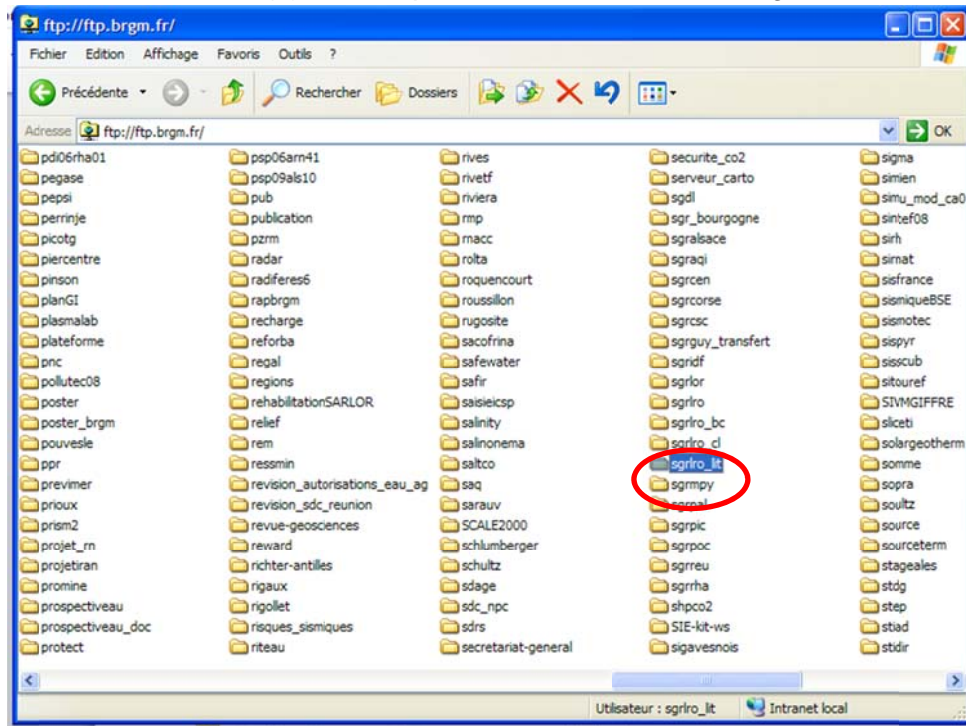 ftp://ftp.brgm.fr/
Fichier Edition Affichage Favoris Outils ?
Précédente Rechercher Dossiers
Adresse ftp://ftp.brgm.fr/ OK
pdi06rha01
pegase
pepsi
perrinje
picotg
piercentre
pinson
planGI
plasmalab
plateforme
pnc
pollutec08
poster
poster_brgm
pouvesle
ppr
previmer
prioux
prism2
projet_rn
projetiran
promine
prospectiveau
prospectiveau_doc
protect
psp06arn41
psp09als10
pub
publication
pzrm
radar
radiferes6
rapbrgm
recharge
reforba
regal
regions
rehabilitationSARLOR
relief
rem
ressmin
revision_autorisations_eau_ag
revision_sdc_reunion
revue-geosciences
reward
richter-antilles
rigaux
rigollet
risques_sismiques
riteau
rives
rivetf
riviera
rmp
rnacc
rolta
roquencourt
roussillon
rugosite
sacofrina
safewater
safir
saisieicsp
salinity
salinonema
saltco
saq
sarauv
SCALE2000
schlumberger
schultz
sdage
sdc_npc
sdrs
secretariat-general
securite_co2
serveur_carto
sgdl
sgr_bourgogne
sgralsace
sgraqi
sgrcen
sgrcorse
sgrcsc
sgrguy_transfert
sgridf
sgrlor
sgrlro
sgrlro_bc
sgrlro_cl
sgrlro_lit
sgrmpy
sgrpal
sgrpic
sgrpoc
sgrreu
sgrrha
shpco2
SIE-kit-ws
sigavesnois
sigma
simien
simu_mod_ca0
sintef08
sirh
sirnat
sisfrance
sismiqueBSE
sismotec
sispyr
sisscub
sitouref
SIVMGIFFRE
sliceti
solargeotherm
somme
sopra
soultz
source
sourceterm
stageales
stdg
step
stiad
stidir
Utilisateur : sgrlro_lit Intranet local